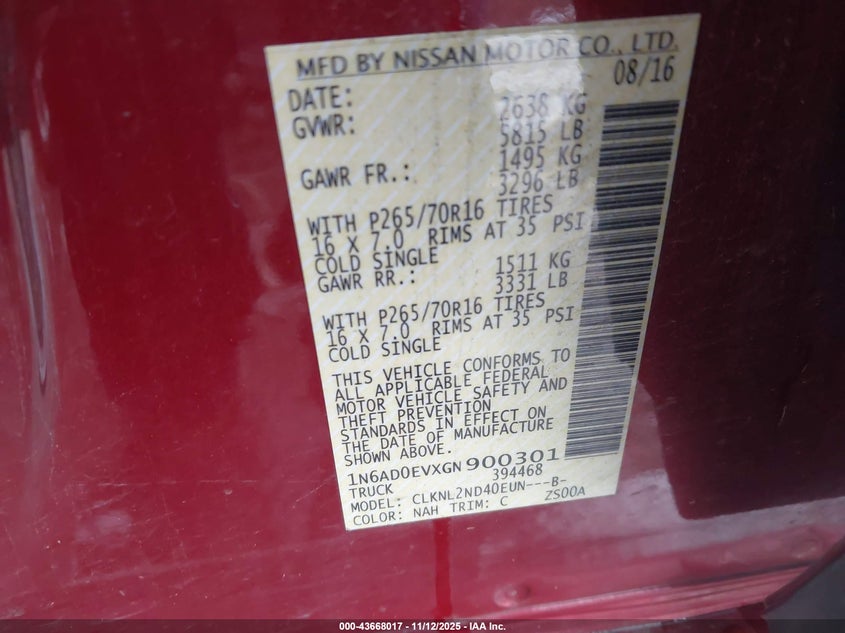 MFD BY NISSAN MOTOR CO., LTD.
DATE: 08/16
GVWR: 2638 KG
5815 LB
GAWR FR.: 1495 KG
3296 LB
WITH P265/70R16 TIRES
16 X 7.0 RIMS AT 35 PSI
COLD SINGLE
GAWR RR.: 1511 KG
3331 LB
WITH P265/70R16 TIRES
16 X 7.0 RIMS AT 35 PSI
COLD SINGLE
THIS VEHICLE CONFORMS TO
ALL APPLICABLE FEDERAL
MOTOR VEHICLE SAFETY AND
THEFT PREVENTION
STANDARDS IN EFFECT ON
THE DATE OF MANUFACTURE
SHOWN ABOVE.
1N6AD0EVXGN900301
TRUCK 394468
MODEL: CLKNL2ND40EUN---B-
COLOR: NAH TRIM: C ZS00A
000-43668017 - 11/12/2025 - IAA Inc.